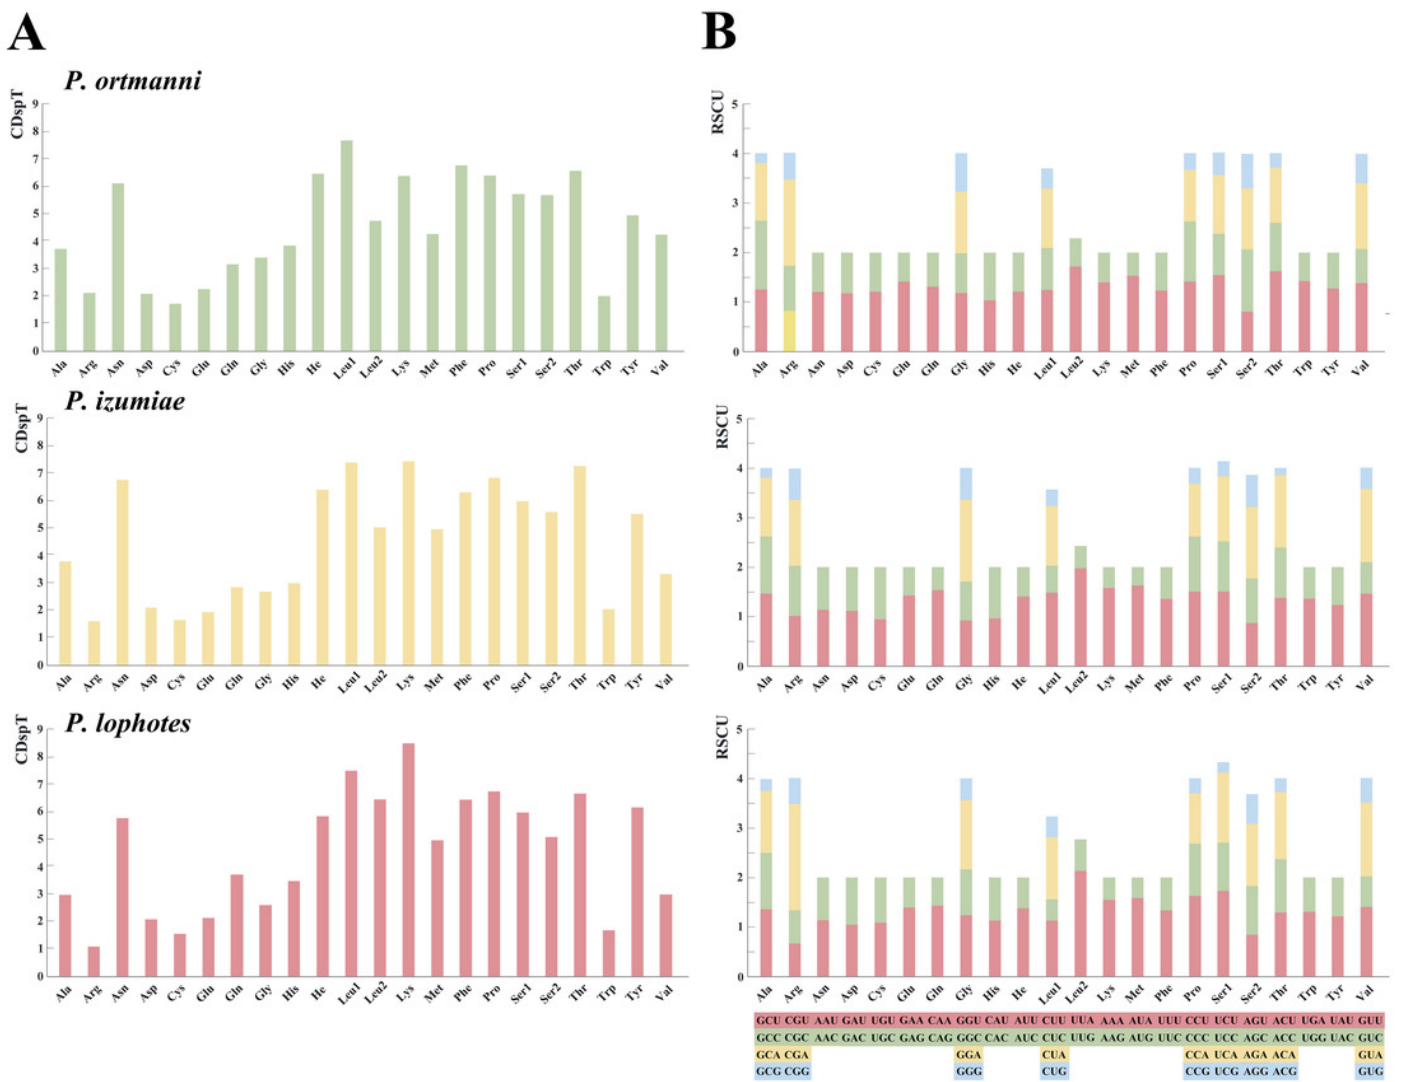 A
B
P. ortmanni
CDspT
9
8
7
6
5
4
3
2
1
0
Ala Arg Asn Asp Cys Glu Gln Gly His He Leu1 Leu2 Lys Met Phe Pro Ser1 Ser2 Thr Trp Tyr Val
RSCU
5
4
3
2
1
0
Ala Arg Asn Asp Cys Glu Gln Gly His He Leu1 Leu2 Lys Met Phe Pro Ser1 Ser2 Thr Trp Tyr Val
P. izumiae
CDspT
9
8
7
6
5
4
3
2
1
0
Ala Arg Asn Asp Cys Glu Gln Gly His He Leu1 Leu2 Lys Met Phe Pro Ser1 Ser2 Thr Trp Tyr Val
RSCU
5
4
3
2
1
0
Ala Arg Asn Asp Cys Glu Gln Gly His He Leu1 Leu2 Lys Met Phe Pro Ser1 Ser2 Thr Trp Tyr Val
P. lophotes
CDspT
9
8
7
6
5
4
3
2
1
0
Ala Arg Asn Asp Cys Glu Gln Gly His He Leu1 Leu2 Lys Met Phe Pro Ser1 Ser2 Thr Trp Tyr Val
RSCU
5
4
3
2
1
0
Ala Arg Asn Asp Cys Glu Gln Gly His He Leu1 Leu2 Lys Met Phe Pro Ser1 Ser2 Thr Trp Tyr Val
GCU CGU AAU GAU UGU GAA CAA GGU CAU AUU CUU UUA AAA AUA UUU CCU UCU AGU ACU UGA UAU GUU
GCC CGC AAC GAC UGC GAG CAG GGC CAC AUC CUC UUG AAG AUG UUC CCC UCC AGC ACC UGG UAC GUC
GCA CGA GGA CUA CCA UCA AGA ACA GUA
GCG CGG GGG CUG CCG UCG AGG ACG GUG